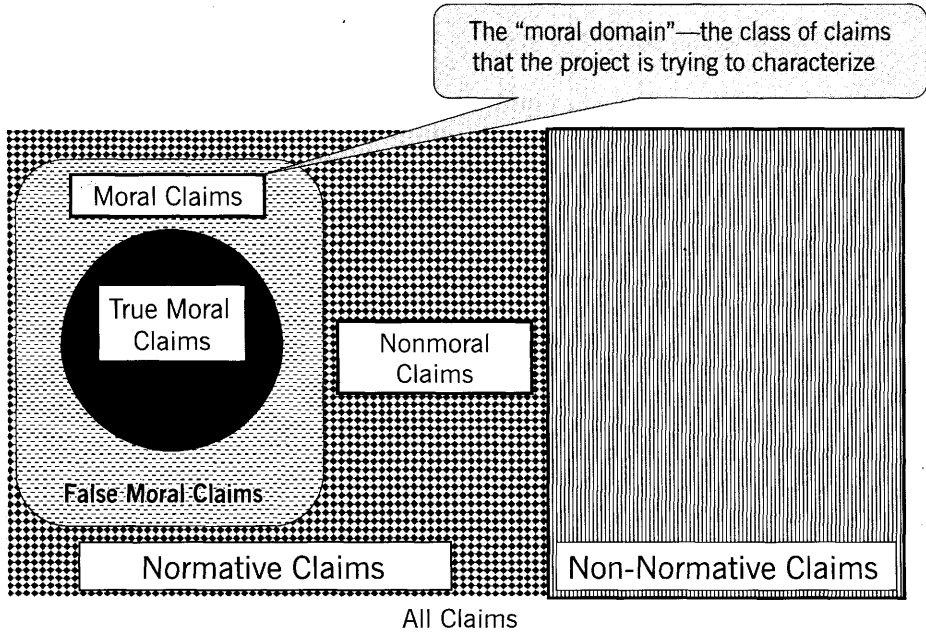 The “moral domain”—the class of claims
that the project is trying to characterize
Moral Claims
True Moral
Claims
Nonmoral
Claims
False Moral Claims
Normative Claims
Non-Normative Claims
All Claims